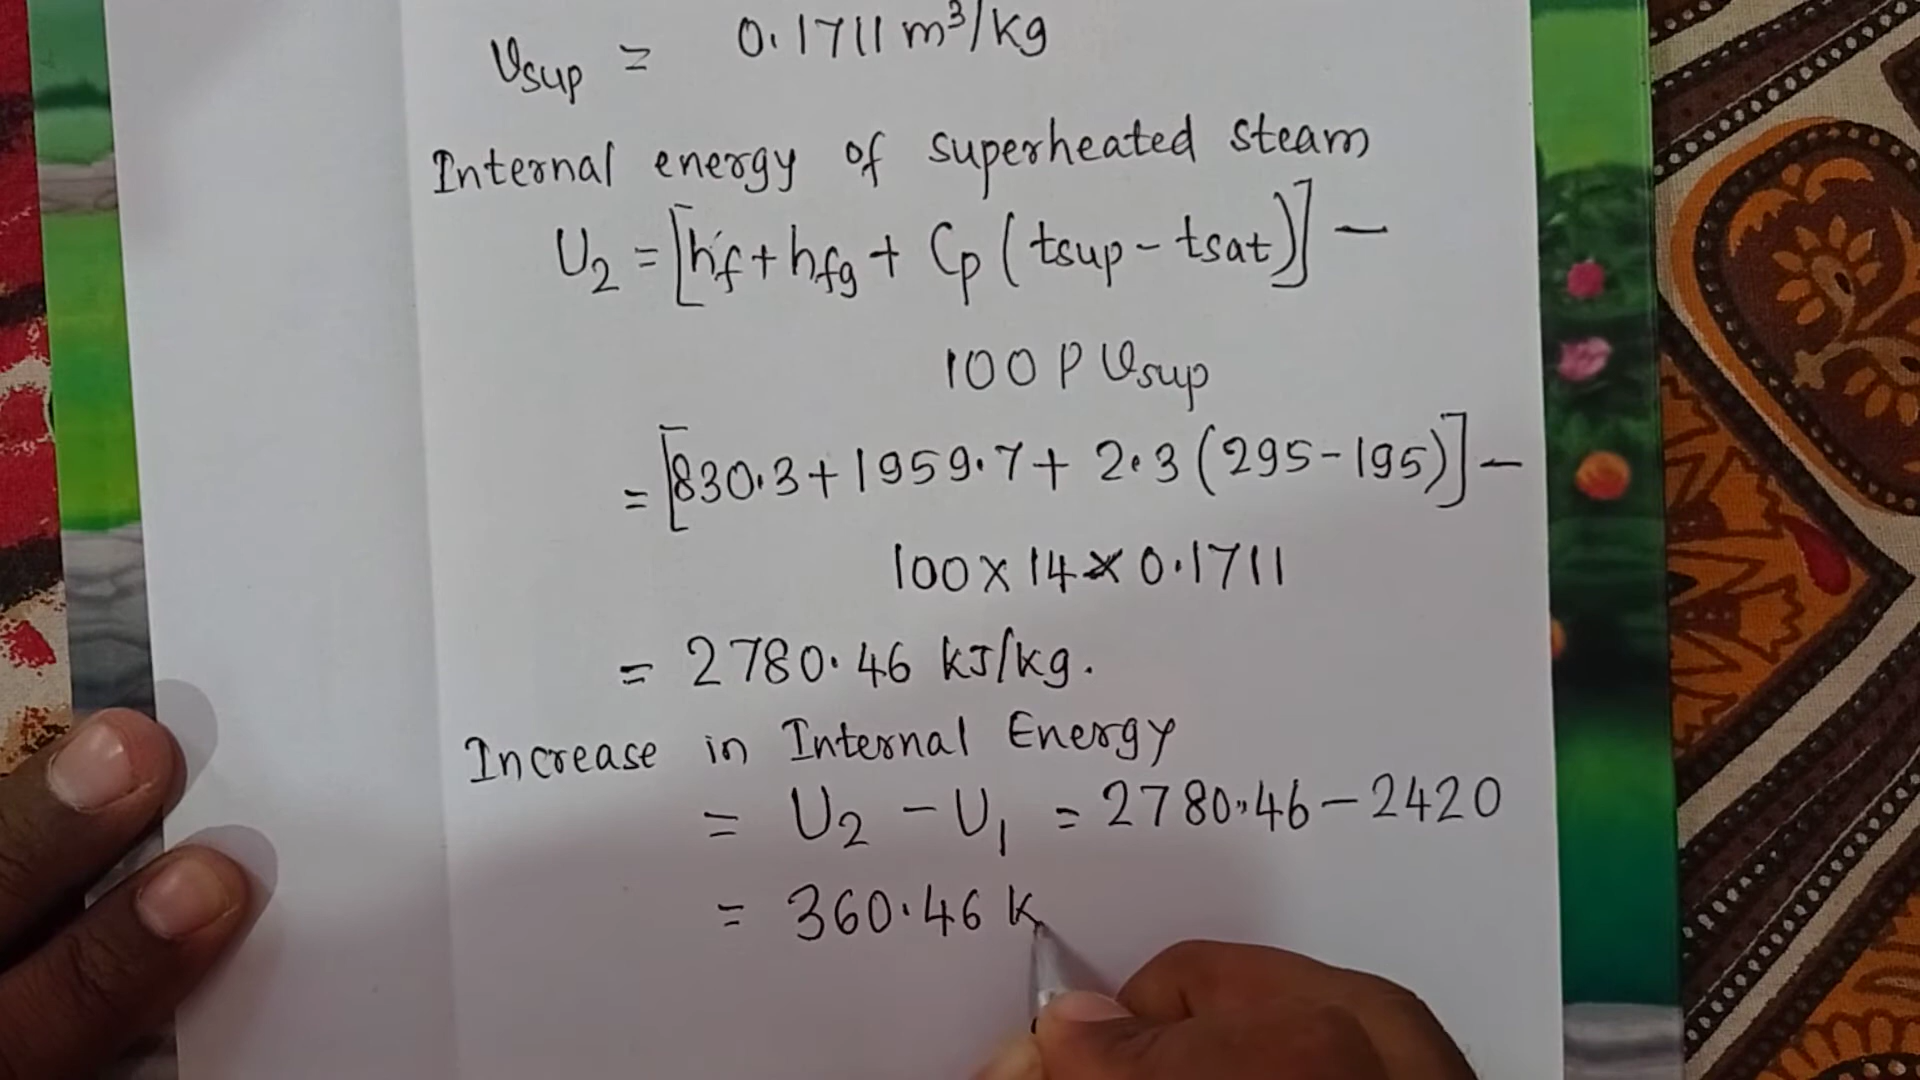 Vsup = 0.1711 m³/kg
Internal energy of superheated steam
U₂ = [hf + hfg + Cp (tsup - tsat)] -
100 P Vsup
= [830.3 + 1959.7 + 2.3 (295 - 195)] -
100 x 14 x 0.1711
= 2780.46 kJ/kg.
Increase in Internal Energy
= U₂ - U₁ = 2780.46 - 2420
= 360.46 k